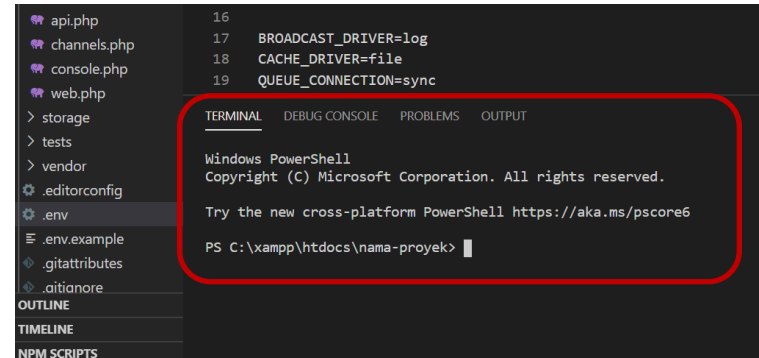 api.php
channels.php
console.php
web.php
> storage
> tests
> vendor
.editorconfig
.env
.env.example
.gitattributes
.gitignore
OUTLINE
TIMELINE
NPM SCRIPTS
16
17 BROADCAST_DRIVER=log
18 CACHE_DRIVER=file
19 QUEUE_CONNECTION=sync
TERMINAL DEBUG CONSOLE PROBLEMS OUTPUT
Windows PowerShell
Copyright (C) Microsoft Corporation. All rights reserved.
Try the new cross-platform PowerShell https://aka.ms/pscore6
PS C:\xampp\htdocs\nama-proyek>